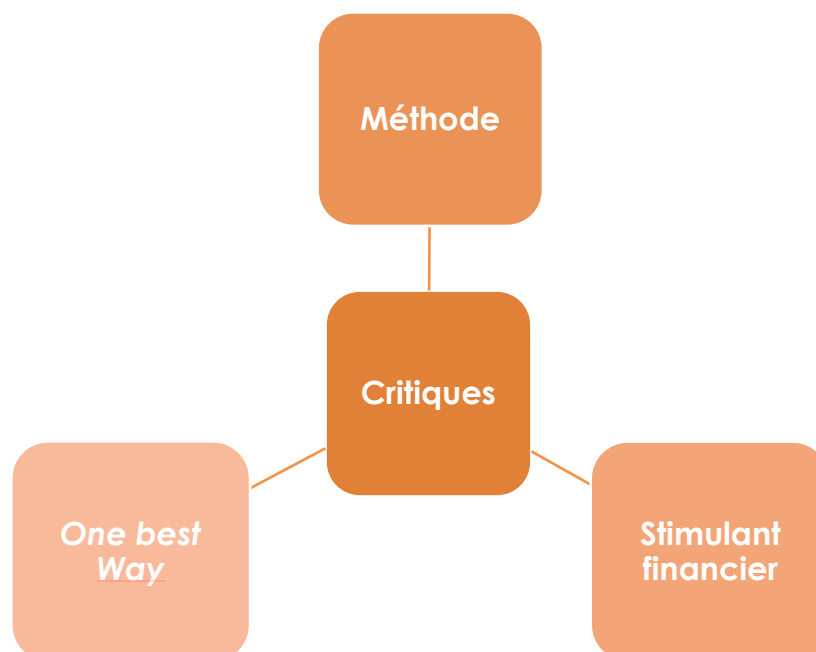 Méthode
Critiques
One best
Way
Stimulant
financier